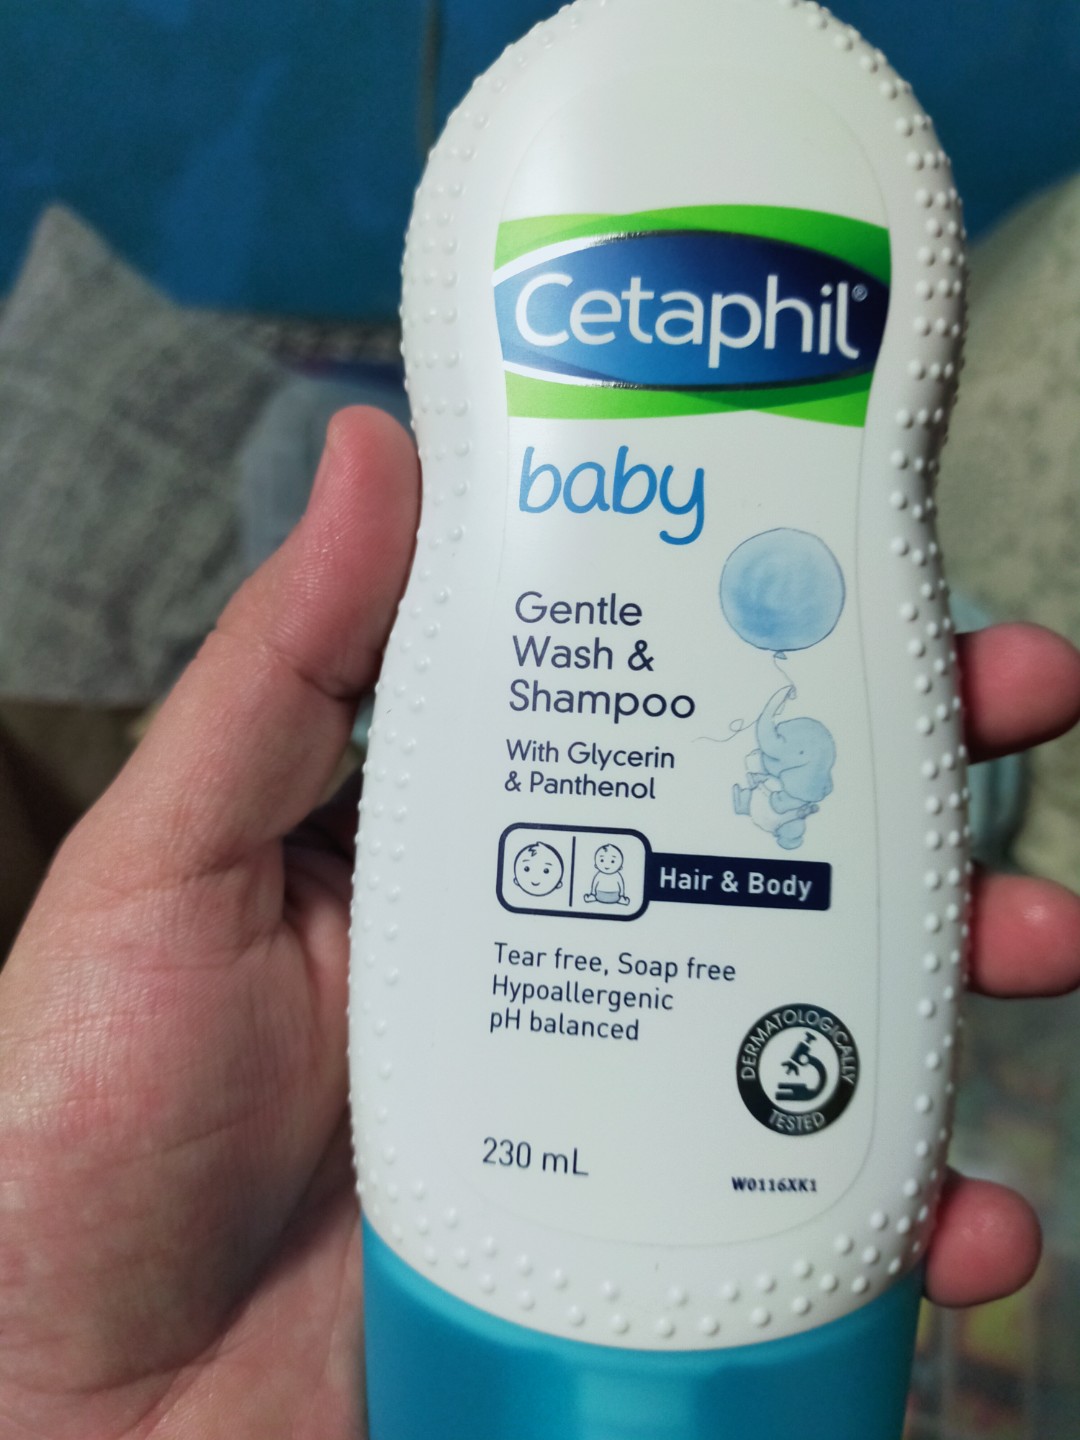 Cetaphil®
baby
Gentle
Wash &
Shampoo
With Glycerin
& Panthenol
Hair & Body
Tear free, Soap free
Hypoallergenic
pH balanced
DERMATOLOGICALLY
TESTED
230 mL
W0116XK1